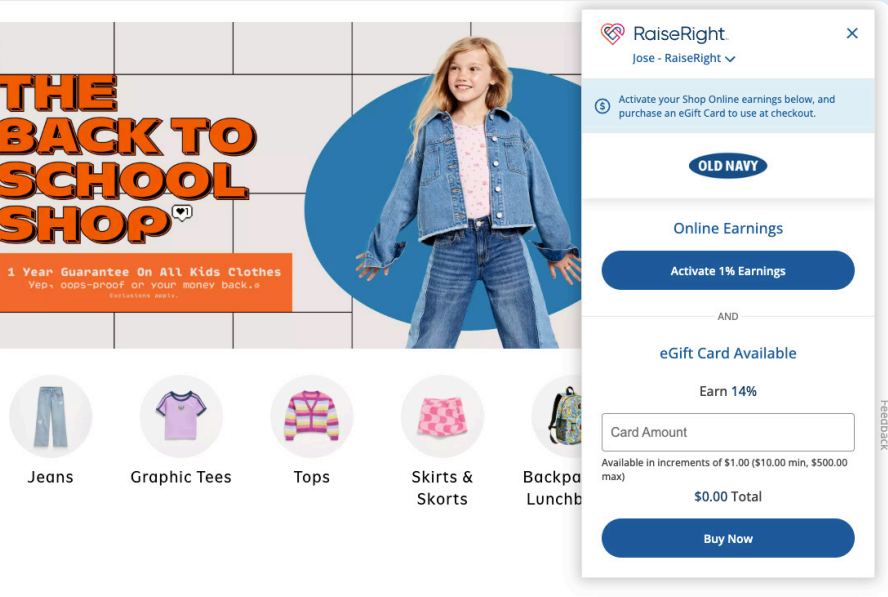 THE
BACK TO
SCHOOL
SHOP
1
1 Year Guarantee On All Kids Clothes
Yep, oops-proof or your money back.®
Exclusions apply.
Jeans
Graphic Tees
Tops
Skirts &
Skorts
RaiseRight
Jose - RaiseRight
Activate your Shop Online earnings below, and
purchase an eGift Card to use at checkout.
OLD NAVY
Online Earnings
Activate 1% Earnings
AND
eGift Card Available
Earn 14%
Card Amount
Available in increments of $1.00 ($10.00 min, $500.00
max)
$0.00 Total
Buy Now
Feedback